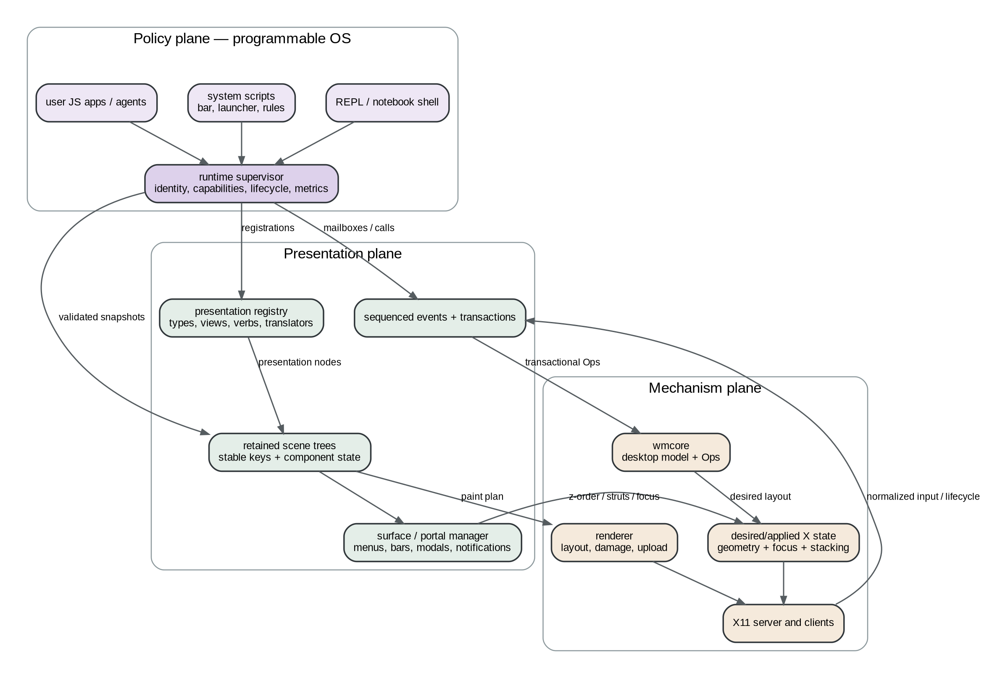 Policy plane — programmable OS
user JS apps / agents
system scripts
bar, launcher, rules
REPL / notebook shell
runtime supervisor
identity, capabilities, lifecycle, metrics
registrations
mailboxes / calls
Presentation plane
presentation registry
types, views, verbs, translators
sequenced events + transactions
validated snapshots
presentation nodes
transactional Ops
Mechanism plane
retained scene trees
stable keys + component state
wmcore
desktop model + Ops
paint plan
z-order / struts / focus
desired layout
normalized input / lifecycle
surface / portal manager
menus, bars, modals, notifications
renderer
layout, damage, upload
desired/applied X state
geometry + focus + stacking
X11 server and clients